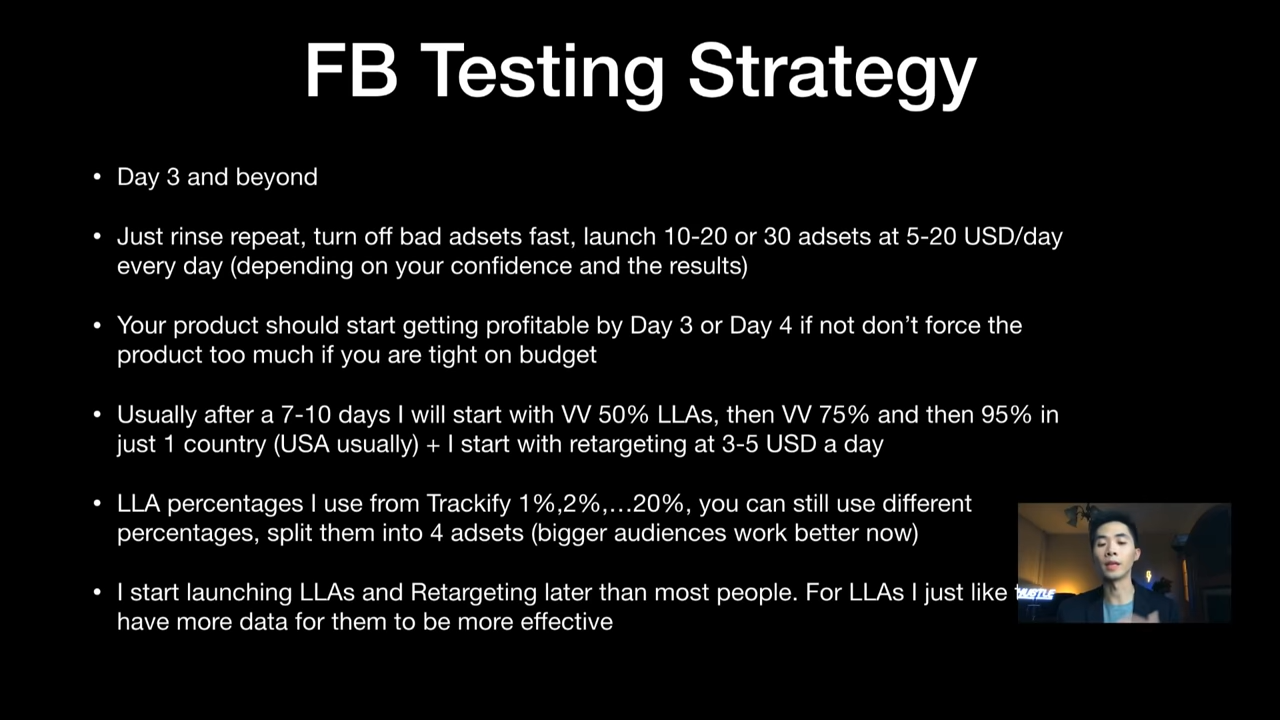 FB Testing Strategy
• Day 3 and beyond
• Just rinse repeat, turn off bad adsets fast, launch 10-20 or 30 adsets at 5-20 USD/day
every day (depending on your confidence and the results)
• Your product should start getting profitable by Day 3 or Day 4 if not don’t force the
product too much if you are tight on budget
• Usually after a 7-10 days I will start with VV 50% LLAs, then VV 75% and then 95% in
just 1 country (USA usually) + I start with retargeting at 3-5 USD a day
• LLA percentages I use from Trackify 1%,2%,…20%, you can still use different
percentages, split them into 4 adsets (bigger audiences work better now)
• I start launching LLAs and Retargeting later than most people. For LLAs I just like
have more data for them to be more effective